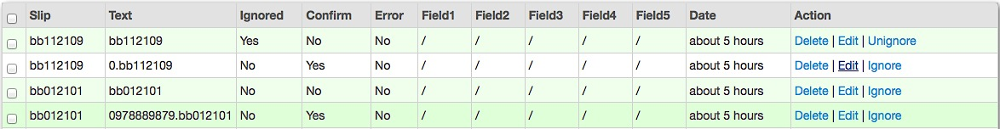 Slip Text Ignored Confirm Error Field1 Field2 Field3 Field4 Field5 Date Action
bb112109 bb112109 Yes No No / / / / / about 5 hours Delete | Edit | Unignore
bb112109 0.bb112109 No Yes No / / / / / about 5 hours Delete | Edit | Ignore
bb012101 bb012101 No No No / / / / / about 5 hours Delete | Edit | Ignore
bb012101 0978889879.bb012101 No Yes No / / / / / about 5 hours Delete | Edit | Ignore